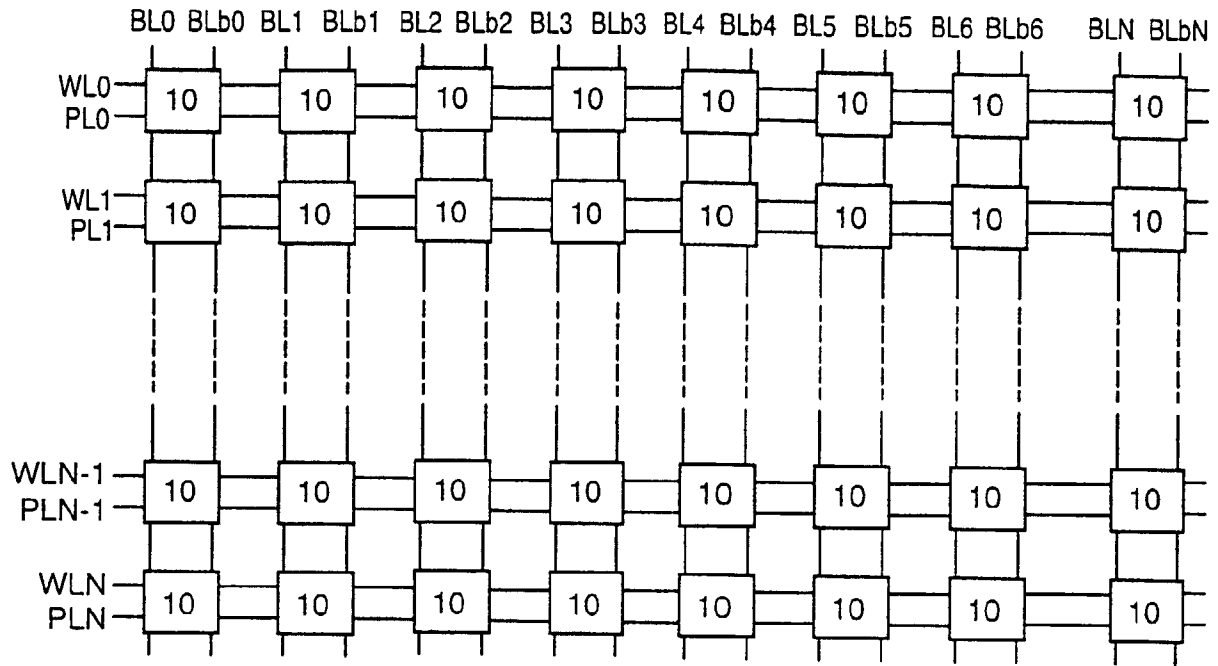 BL0 BLb0 BL1 BLb1 BL2 BLb2 BL3 BLb3 BL4 BLb4 BL5 BLb5 BL6 BLb6 BLN BLbN
WL0 10 10 10 10 10 10 10 10
PL0
WL1 10 10 10 10 10 10 10 10
PL1
WLN-1 10 10 10 10 10 10 10 10
PLN-1
WLN 10 10 10 10 10 10 10 10
PLN